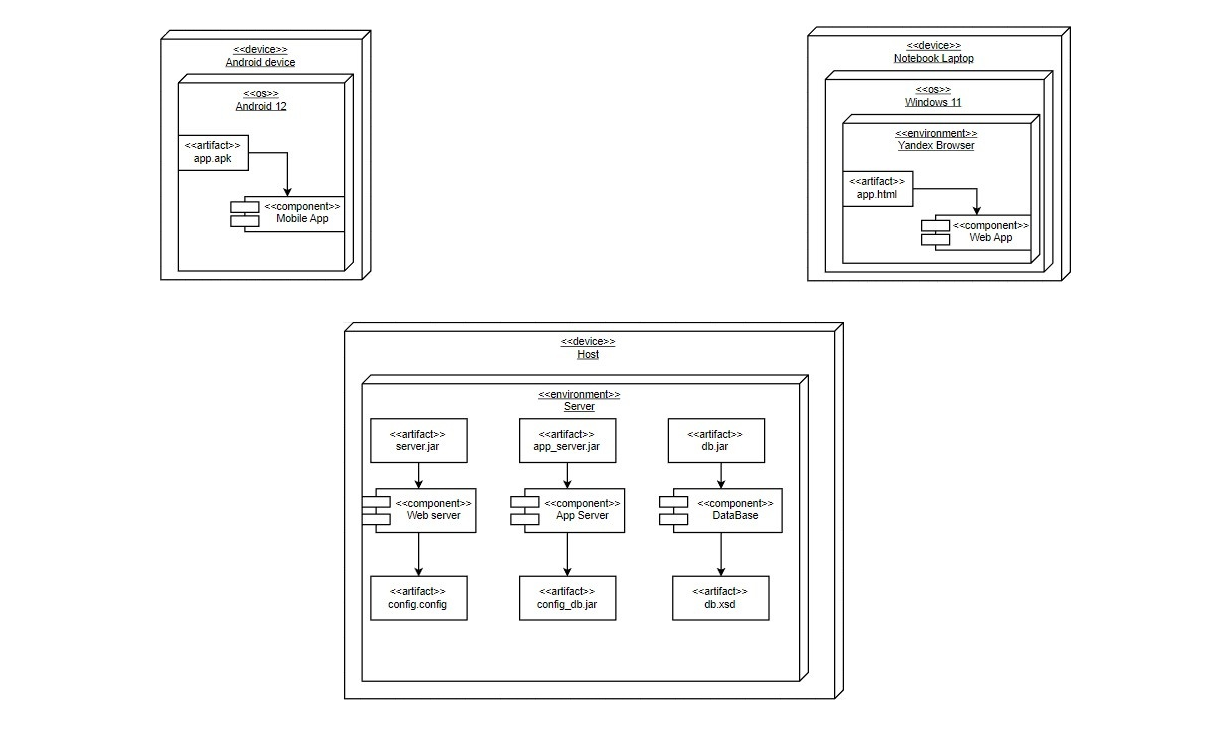 <<device>>
Android device
<<os>>
Android 12
<<artifact>>
app.apk
<<component>>
Mobile App
<<device>>
Notebook Laptop
<<os>>
Windows 11
<<environment>>
Yandex Browser
<<artifact>>
app.html
<<component>>
Web App
<<device>>
Host
<<environment>>
Server
<<artifact>>
server.jar
<<artifact>>
app_server.jar
<<artifact>>
db.jar
<<component>>
Web server
<<component>>
App Server
<<component>>
DataBase
<<artifact>>
config.config
<<artifact>>
config_db.jar
<<artifact>>
db.xsd